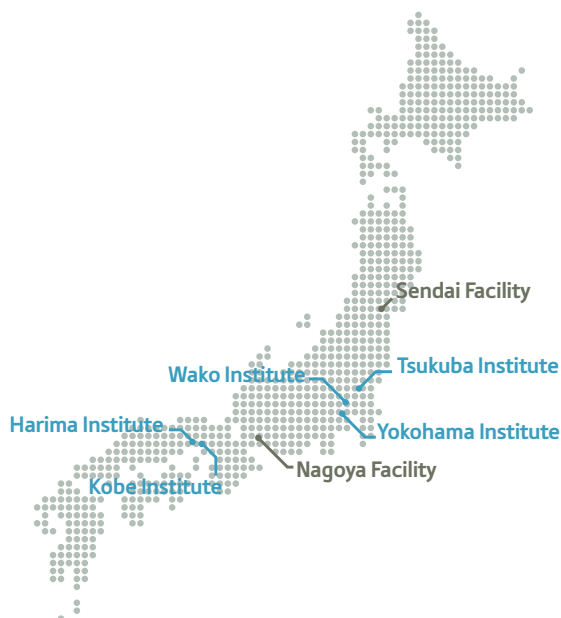 Sendai Facility
Tsukuba Institute
Wako Institute
Harima Institute
Yokohama Institute
Nagoya Facility
Kobe Institute